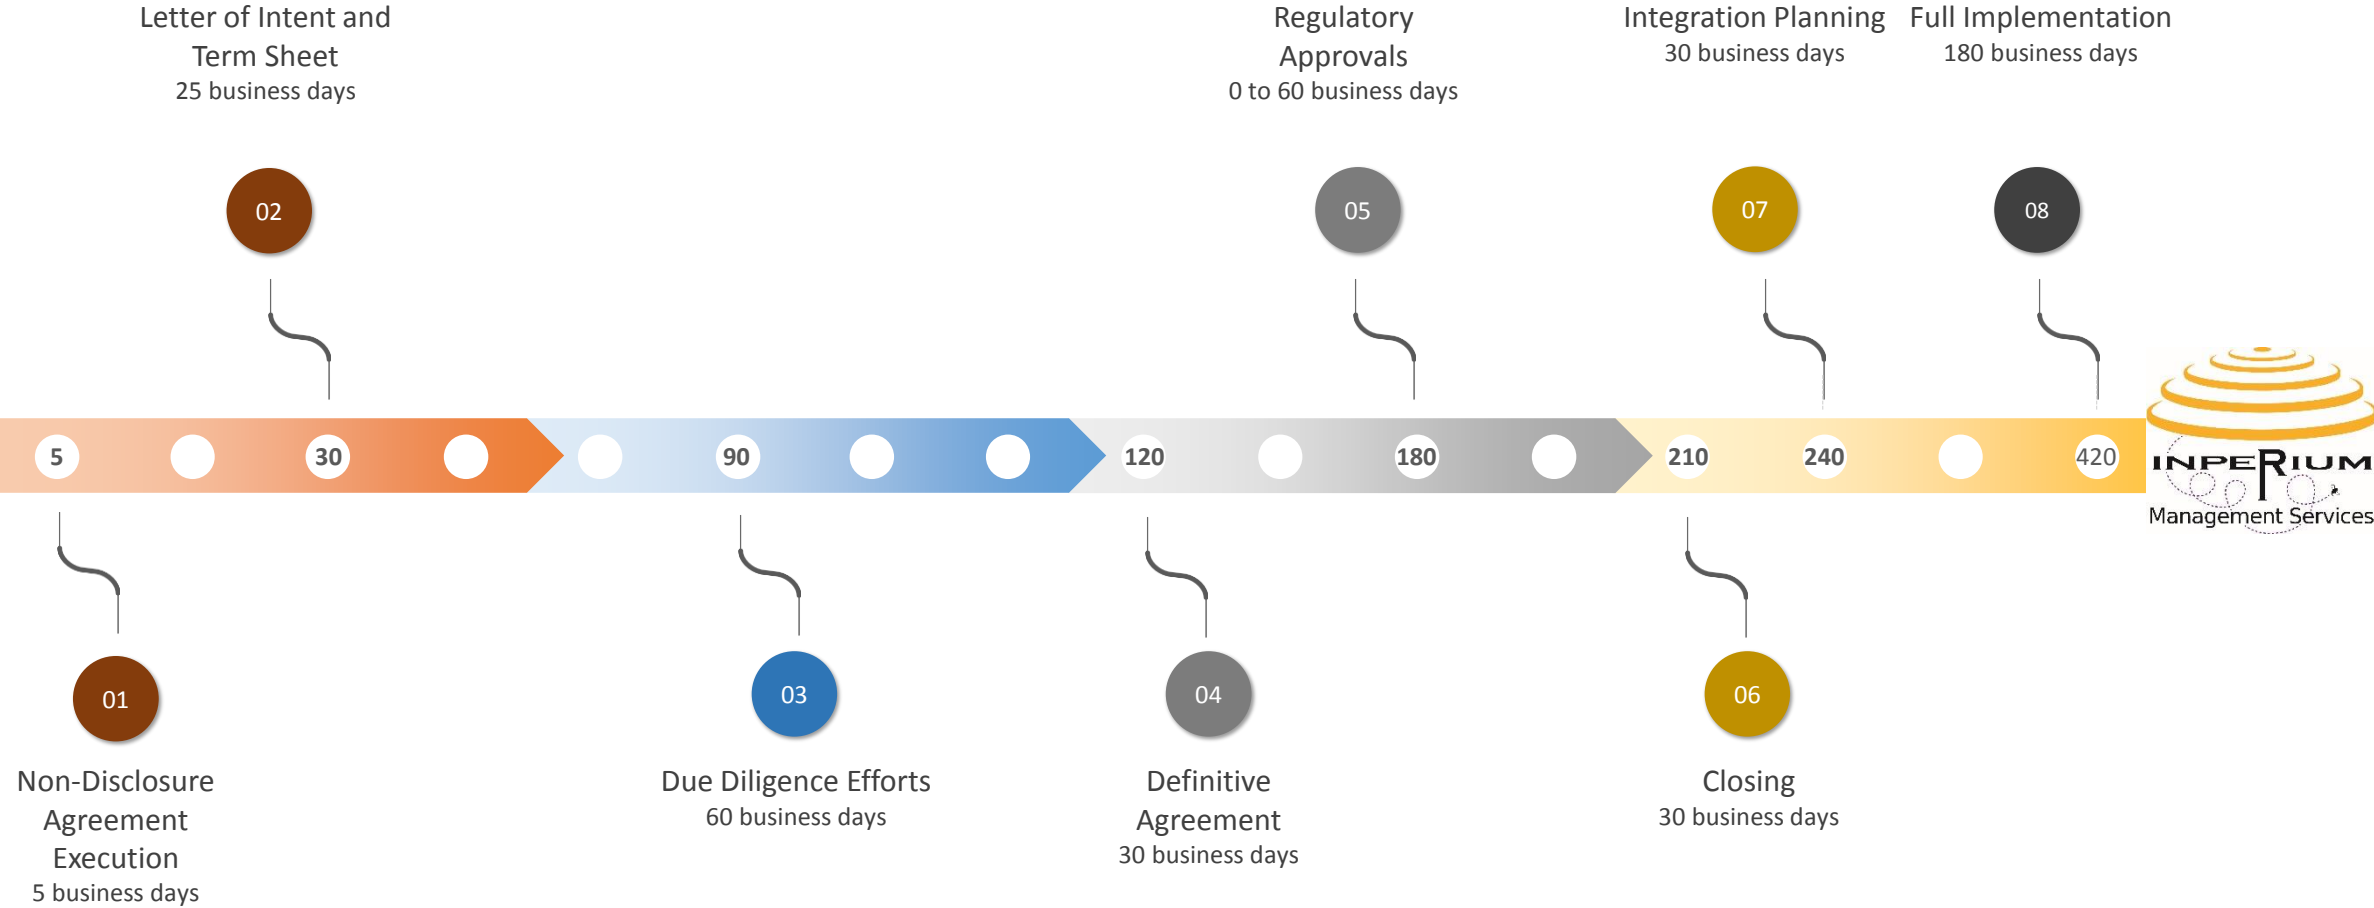 Letter of Intent and
Term Sheet
25 business days
Regulatory
Approvals
0 to 60 business days
Integration Planning
30 business days
Full Implementation
180 business days
02
05
07
08
5
30
90
120
180
210
240
420
INPERIUM
Management Services
01
03
04
06
Non-Disclosure
Agreement
Execution
5 business days
Due Diligence Efforts
60 business days
Definitive
Agreement
30 business days
Closing
30 business days